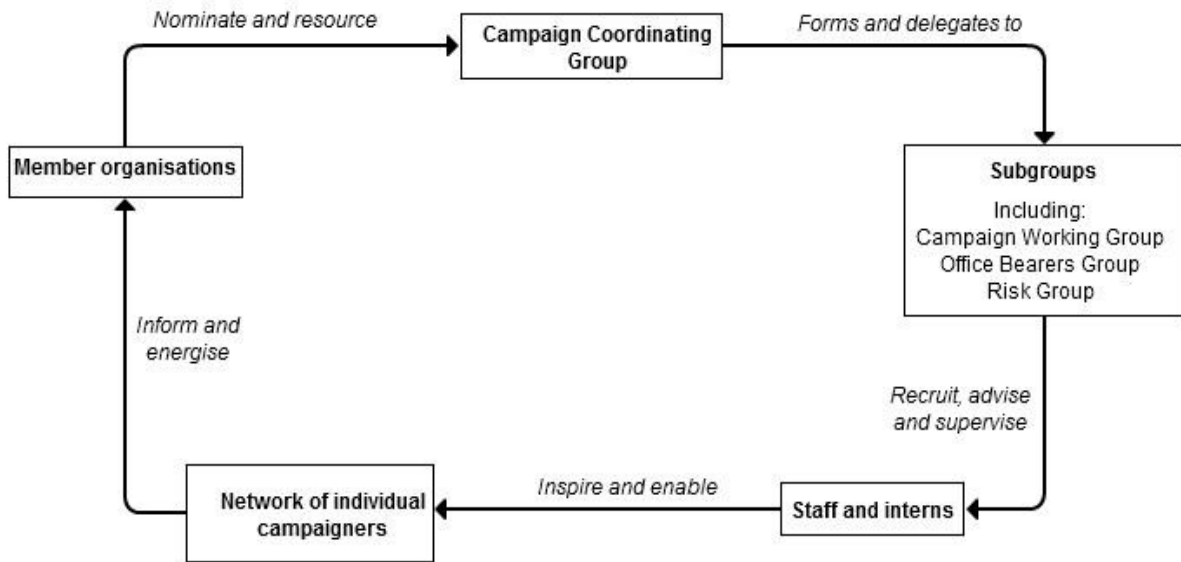 Nominate and resource
Campaign Coordinating
Group
Forms and delegates to
Member organisations
Subgroups
Including:
Campaign Working Group
Office Bearers Group
Risk Group
Inform and
energise
Recruit, advise
and supervise
Network of individual
campaigners
Inspire and enable
Staff and interns